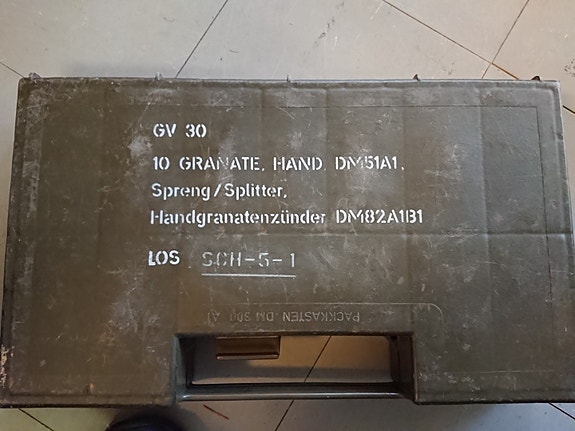 GV 30
10 GRANATE, HAND, DM51A1,
Spreng/Splitter,
Handgranatenzünder DM82A1B1
LOS SCH-5-1
PACKKASTEN DM